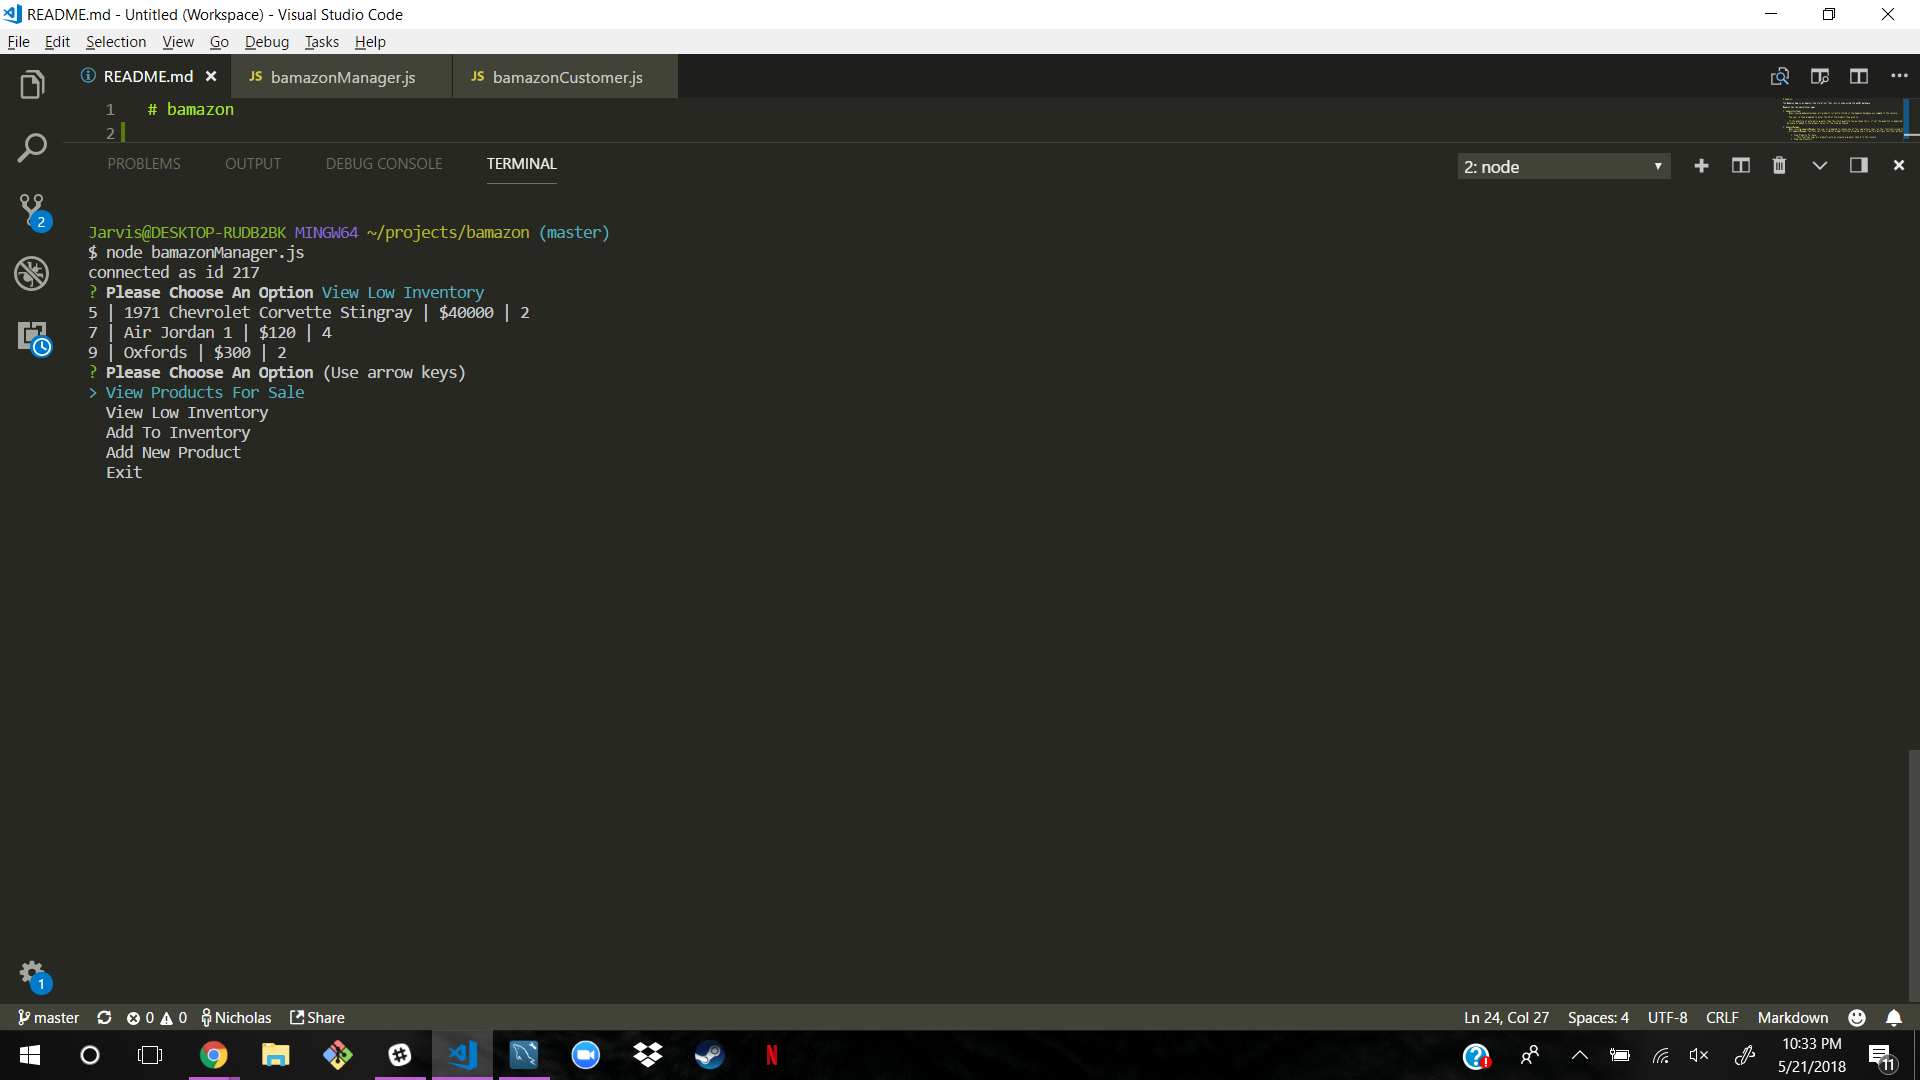 README.md - Untitled (Workspace) - Visual Studio Code
File Edit Selection View Go Debug Tasks Help
README.md JS bamazonManager.js JS bamazonCustomer.js
1 # bamazon
2
PROBLEMS OUTPUT DEBUG CONSOLE TERMINAL 2: node
2
Jarvis@DESKTOP-RUDB2BK MINGW64 ~/projects/bamazon (master)
$ node bamazonManager.js
connected as id 217
? Please Choose An Option View Low Inventory
5 | 1971 Chevrolet Corvette Stingray | $40000 | 2
7 | Air Jordan 1 | $120 | 4
9 | Oxfords | $300 | 2
? Please Choose An Option (Use arrow keys)
> View Products For Sale
View Low Inventory
Add To Inventory
Add New Product
Exit
1
master 0 0 Nicholas Share Ln 24, Col 27 Spaces: 4 UTF-8 CRLF Markdown
10:33 PM
5/21/2018
11